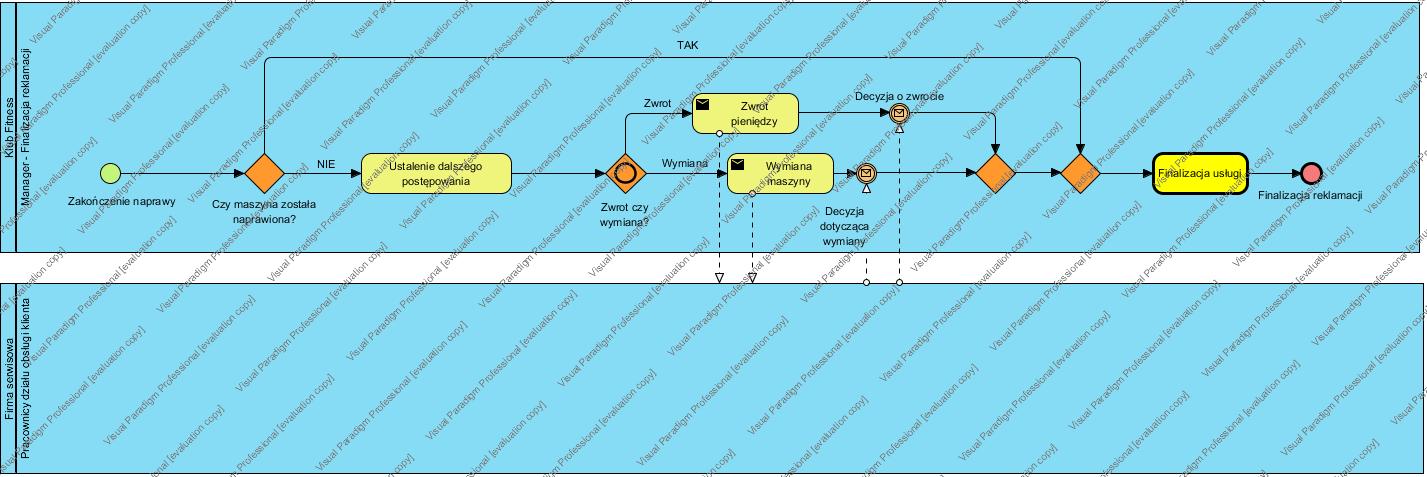 Klub Fitness
Manager - Finalizacja reklamacji
TAK
Zakończenie naprawy
Czy maszyna została
naprawiona?
NIE
Ustalenie dalszego
postępowania
Zwrot czy
wymiana?
Zwrot
Zwrot
pieniędzy
Decyzja o zwrocie
Wymiana
Wymiana
maszyny
Decyzja
dotycząca
wymiany
Finalizacja usługi
Finalizacja reklamacji
Firma serwisowa
Pracownicy działu obsługi klienta
Visual Paradigm Professional [evaluation copy]